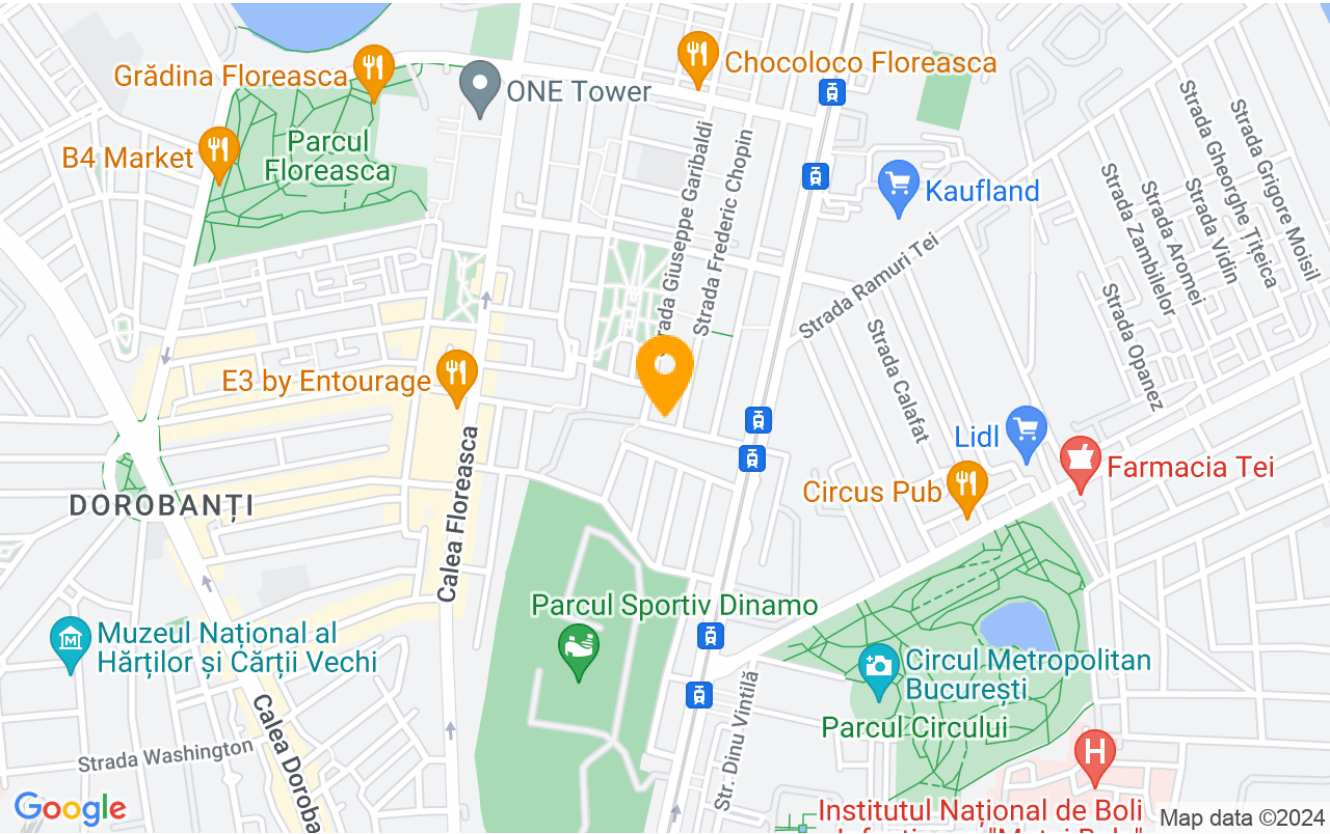 Grădina Floreasca
Chocoloco Floreasca
ONE Tower
Parcul
Floreasca
B4 Market
Strada Giuseppe Garibaldi
Strada Frederic Chopin
Kaufland
Strada Ramuri Tei
Strada Zambilelor
Strada Aromei
Strada Vidin
Strada Gheorghe Țițeica
Strada Grigore Moisil
Strada Opanez
Strada Calafat
E3 by Entourage
Calea Floreasca
DOROBANȚI
Lidl
Farmacia Tei
Circus Pub
Parcul Sportiv Dinamo
Muzeul Național al
Hărților și Cărții Vechi
Circul Metropolitan
București
Parcul Circului
Str. Dinu Vintilă
Calea Doroba
Strada Washington
H
Institutul Național de Boli
Google
Map data ©2024